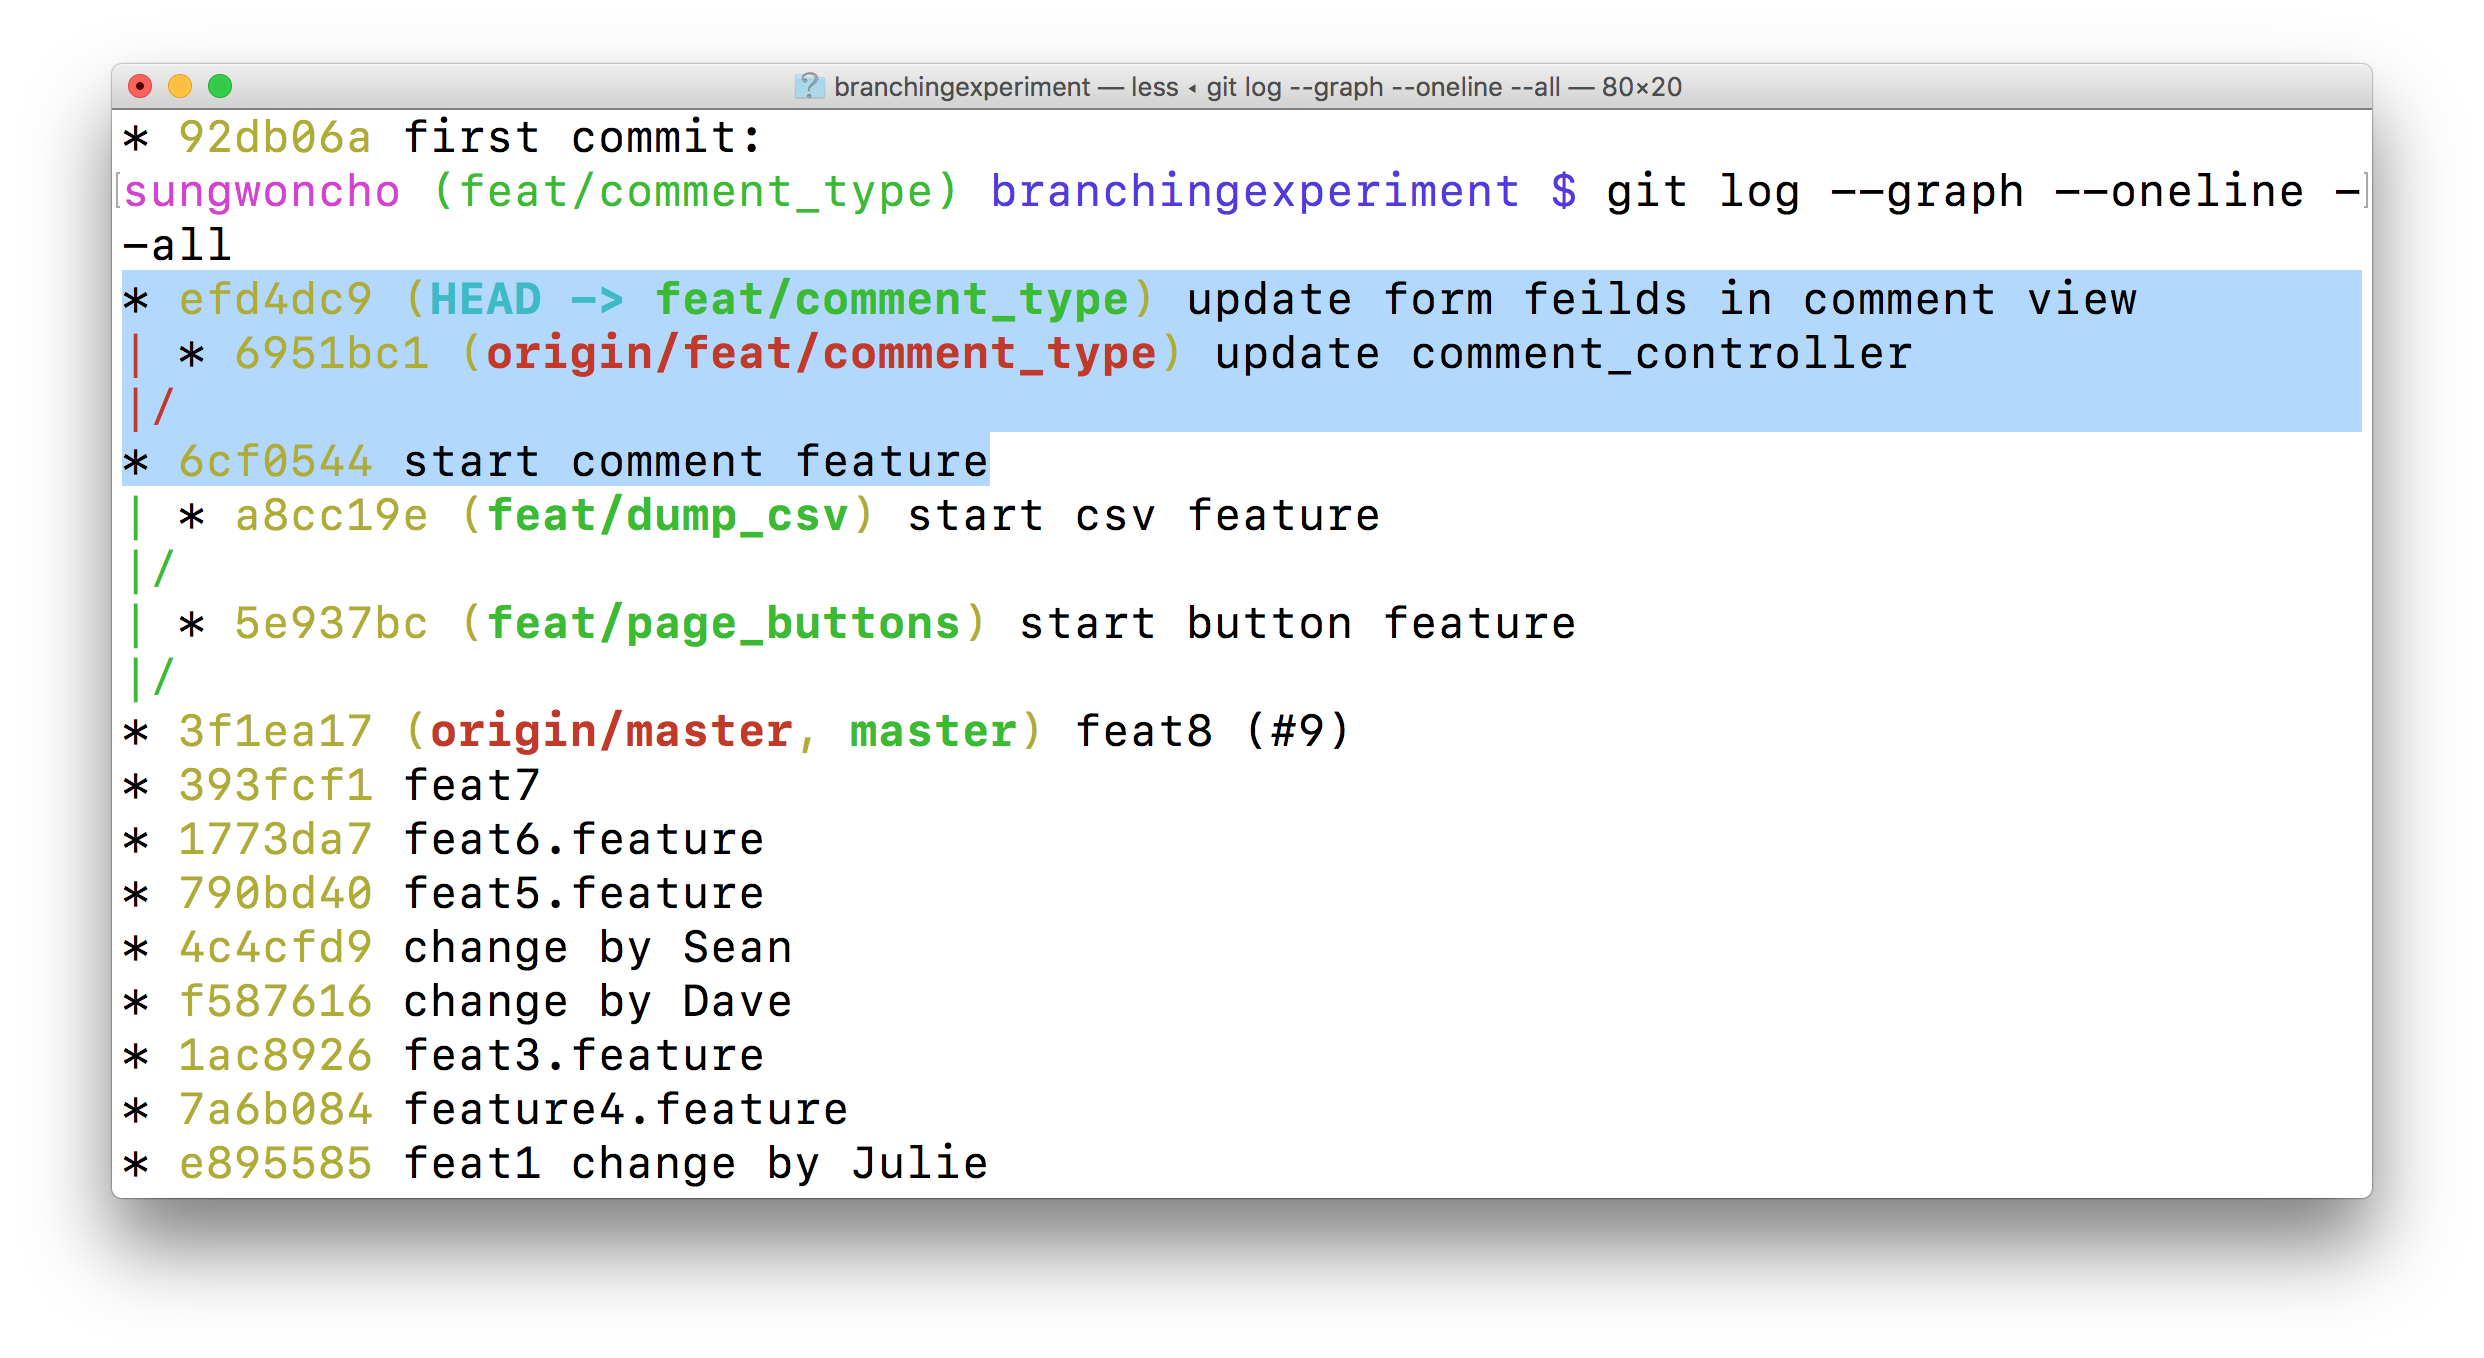 branchingexperiment — less ◂ git log --graph --oneline --all — 80×20
* 92db06a first commit:
[sungwoncho (feat/comment_type) branchingexperiment $ git log --graph --oneline -]
-all
* efd4dc9 (HEAD -> feat/comment_type) update form feilds in comment view
| * 6951bc1 (origin/feat/comment_type) update comment_controller
|/
* 6cf0544 start comment feature
| * a8cc19e (feat/dump_csv) start csv feature
|/
| * 5e937bc (feat/page_buttons) start button feature
|/
* 3f1ea17 (origin/master, master) feat8 (#9)
* 393fcf1 feat7
* 1773da7 feat6.feature
* 790bd40 feat5.feature
* 4c4cfd9 change by Sean
* f587616 change by Dave
* 1ac8926 feat3.feature
* 7a6b084 feature4.feature
* e895585 feat1 change by Julie